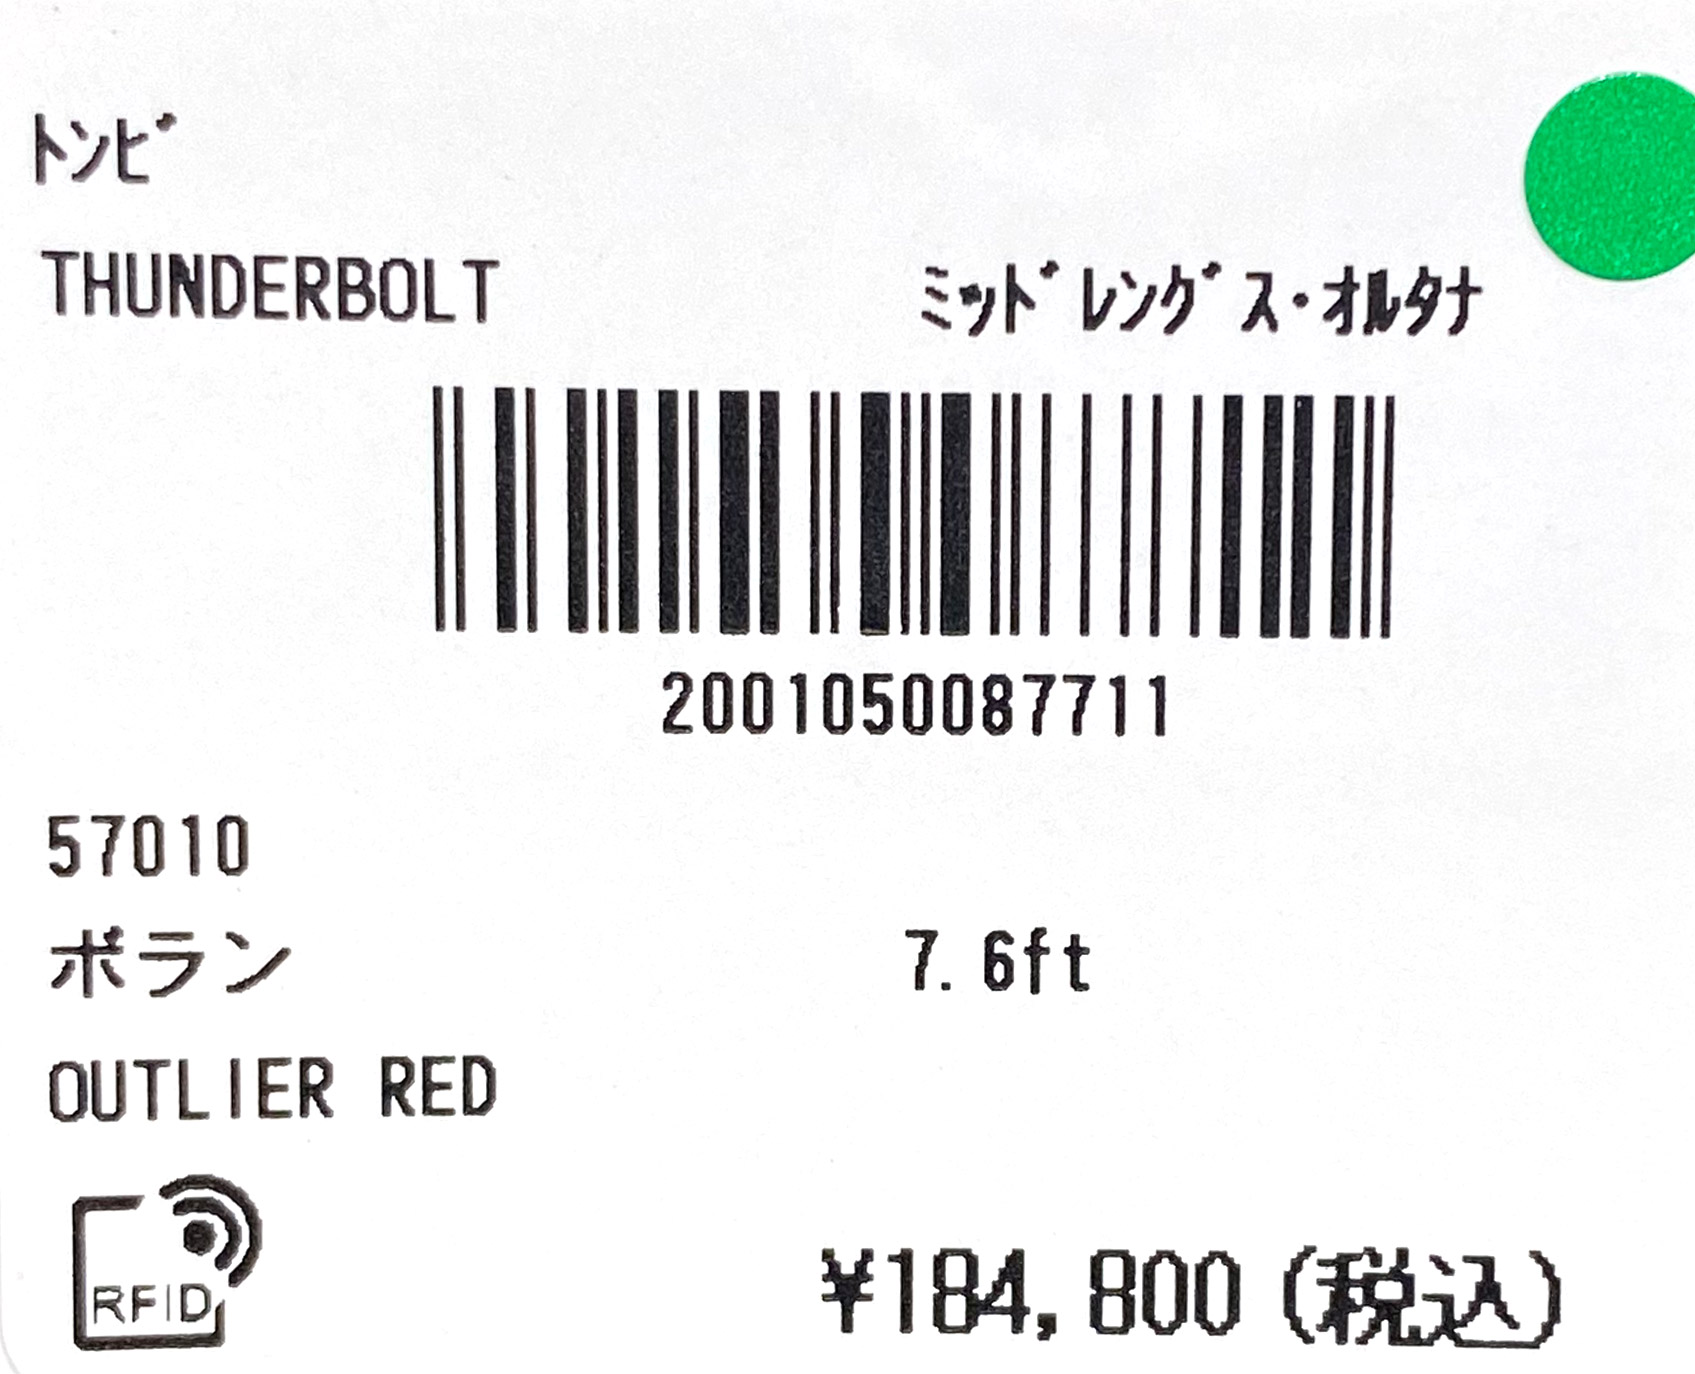 ﾄﾝﾋﾞ
THUNDERBOLT ﾐｯﾄﾞﾚﾝｸﾞｽ・ｵﾙﾀﾅ
2001050087711
57010
ボラン 7.6ft
OUTLIER RED
RFID
¥184,800(税込)